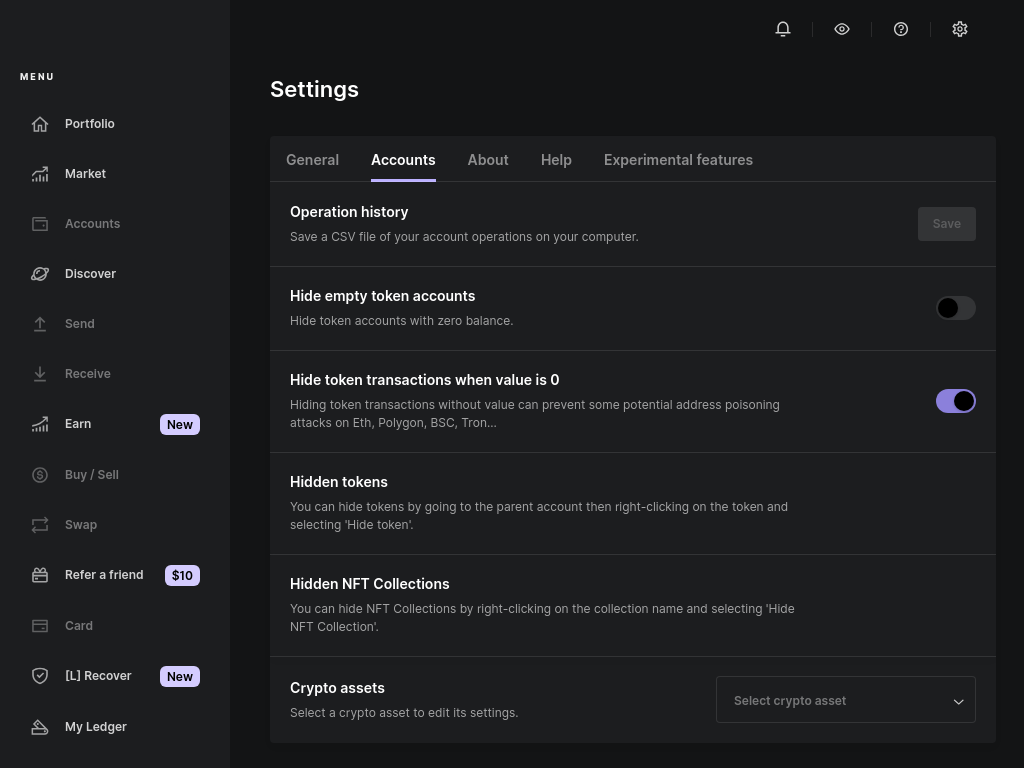 MENU
Portfolio
Market
Accounts
Discover
Send
Receive
Earn New
Buy / Sell
Swap
Refer a friend $10
Card
[L] Recover New
My Ledger
Settings
General Accounts About Help Experimental features
Operation history
Save a CSV file of your account operations on your computer.
Save
Hide empty token accounts
Hide token accounts with zero balance.
Hide token transactions when value is 0
Hiding token transactions without value can prevent some potential address poisoning
attacks on Eth, Polygon, BSC, Tron...
Hidden tokens
You can hide tokens by going to the parent account then right-clicking on the token and
selecting 'Hide token'.
Hidden NFT Collections
You can hide NFT Collections by right-clicking on the collection name and selecting 'Hide
NFT Collection'.
Crypto assets
Select a crypto asset to edit its settings.
Select crypto asset